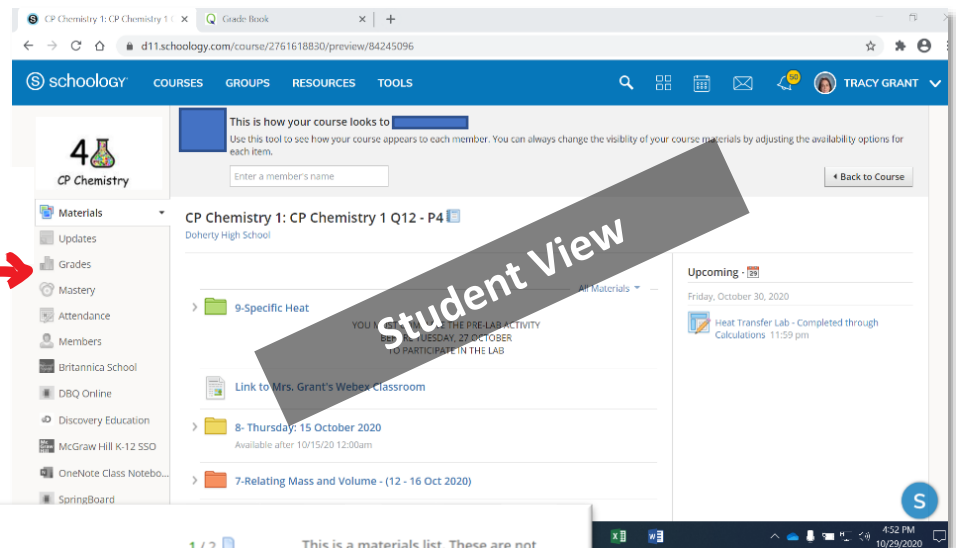 CP Chemistry 1: CP Chemistry 1 (
Grade Book
d11.schoology.com/course/2761618830/preview/84245096
schoology
COURSES
GROUPS
RESOURCES
TOOLS
50
TRACY GRANT
This is how your course looks to
Use this tool to see how your course appears to each member. You can always change the visiblity of your course materials by adjusting the availability options for
each item.
Enter a member's name
Back to Course
4
CP Chemistry
Materials
Updates
Grades
Mastery
Attendance
Members
Britannica School
DBQ Online
Discovery Education
McGraw Hill K-12 SSO
OneNote Class Notebo...
SpringBoard
CP Chemistry 1: CP Chemistry 1 Q12 - P4
Doherty High School
All Materials
Student View
9-Specific Heat
YOU MUST COMPLETE THE PRE-LAB ACTIVITY
BEFORE TUESDAY, 27 OCTOBER
TO PARTICIPATE IN THE LAB
Link to Mrs. Grant's Webex Classroom
8- Thursday: 15 October 2020
Available after 10/15/20 12:00am
7-Relating Mass and Volume - (12 - 16 Oct 2020)
Upcoming - 29
Friday, October 30, 2020
Heat Transfer Lab - Completed through
Calculations 11:59 pm
S
1 / 2
This is a materials list. These are not
4:52 PM
10/29/2020